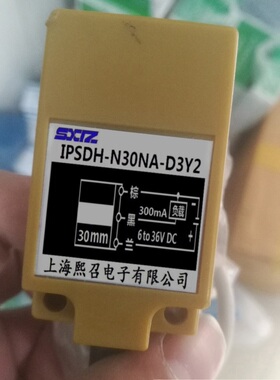 SXTZ
IPSDH-N30NA-D3Y2
棕
300mA
负载
黑
30mm
兰
6 to 36V DC
上海熙召电子有限公司